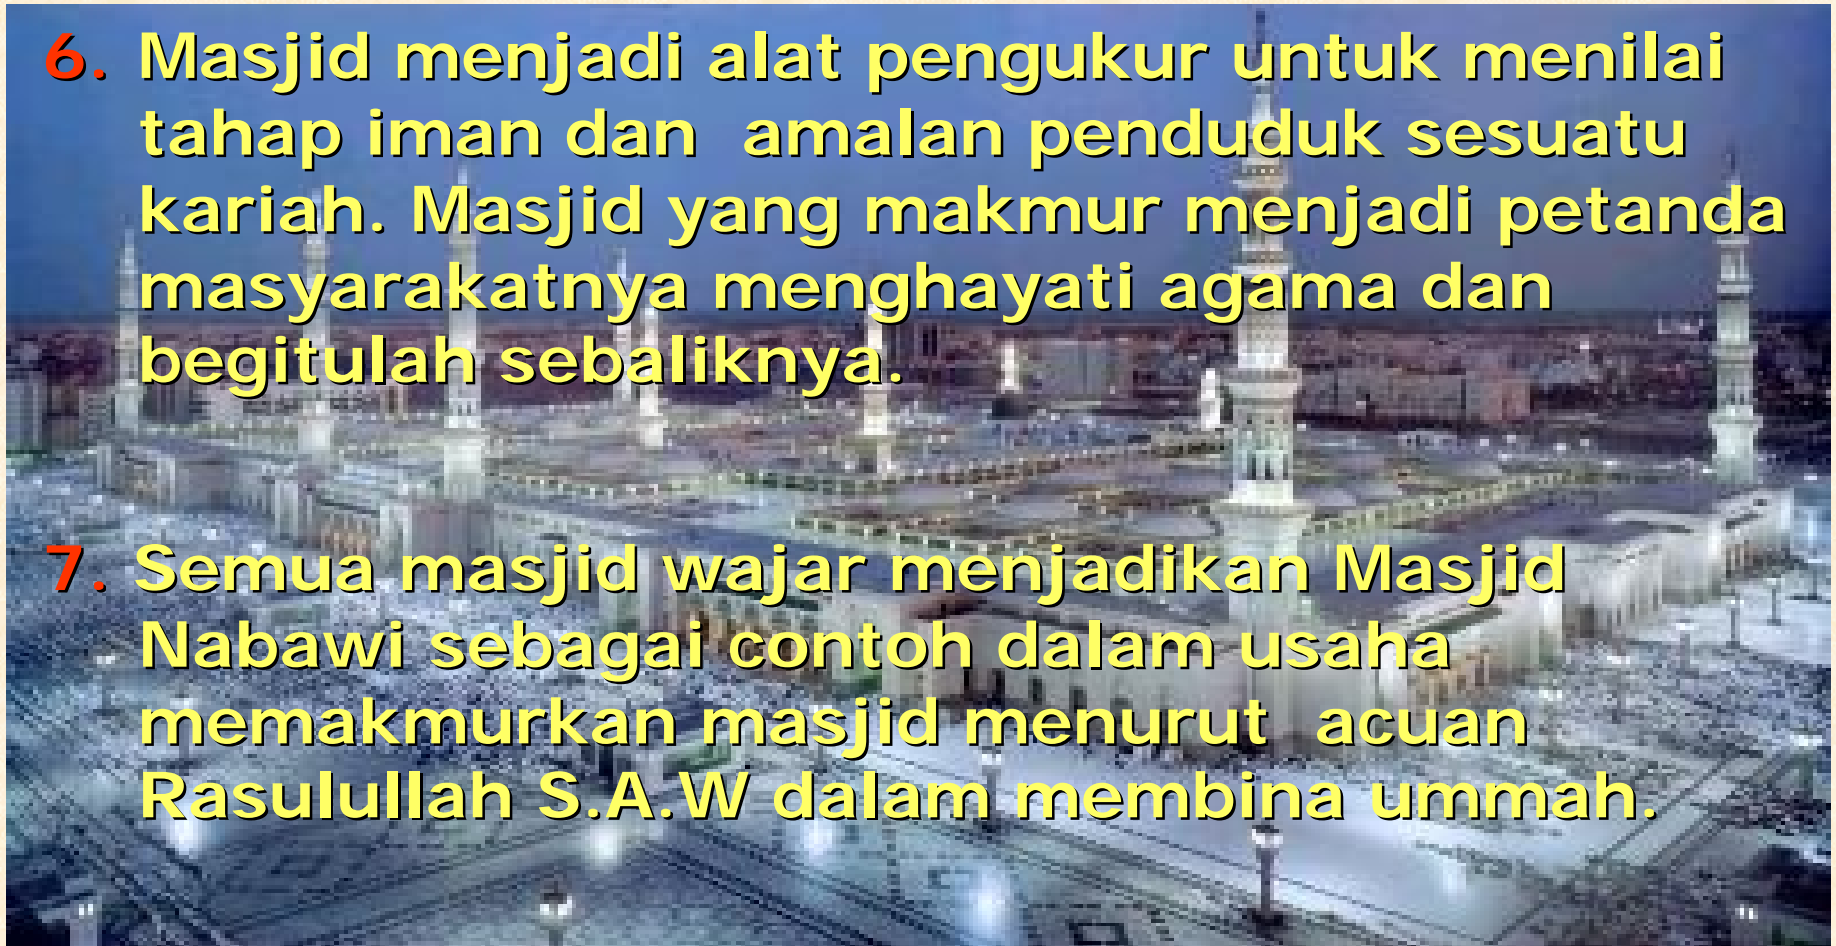 6. Masjid menjadi alat pengukur untuk menilai
tahap iman dan amalan penduduk sesuatu
kariah. Masjid yang makmur menjadi petanda
masyarakatnya menghayati agama dan
begitulah sebaliknya.
7. Semua masjid wajar menjadikan Masjid
Nabawi sebagai contoh dalam usaha
memakmurkan masjid menurut acuan
Rasulullah S.A.W dalam membina ummah.